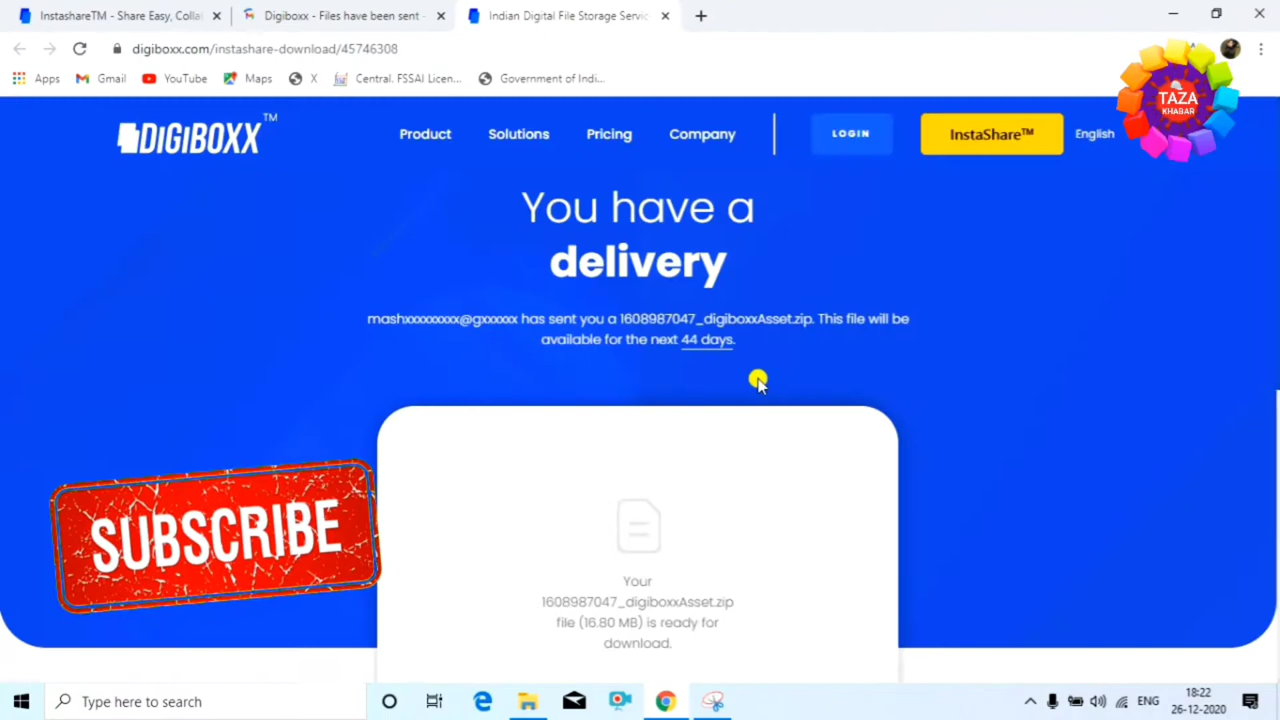 InstashareTM - Share Easy, Colla
Digiboxx - Files have been sent -
Indian Digital File Storage Servic
digiboxx.com/instashare-download/45746308
Apps
Gmail
YouTube
Maps
X
Central. FSSAI Licen...
Government of Indi...
DIGIBOXX TM
Product
Solutions
Pricing
Company
LOGIN
InstaShare™
English
TAZA
KHABAR
You have a
delivery
mashxxxxxxxxx@gxxxxxx has sent you a 1608987047_digiboxxAsset.zip. This file will be
available for the next 44 days.
SUBSCRIBE
Your
1608987047_digiboxxAsset.zip
file (16.80 MB) is ready for
download.
Type here to search
ENG
18:22
26-12-2020